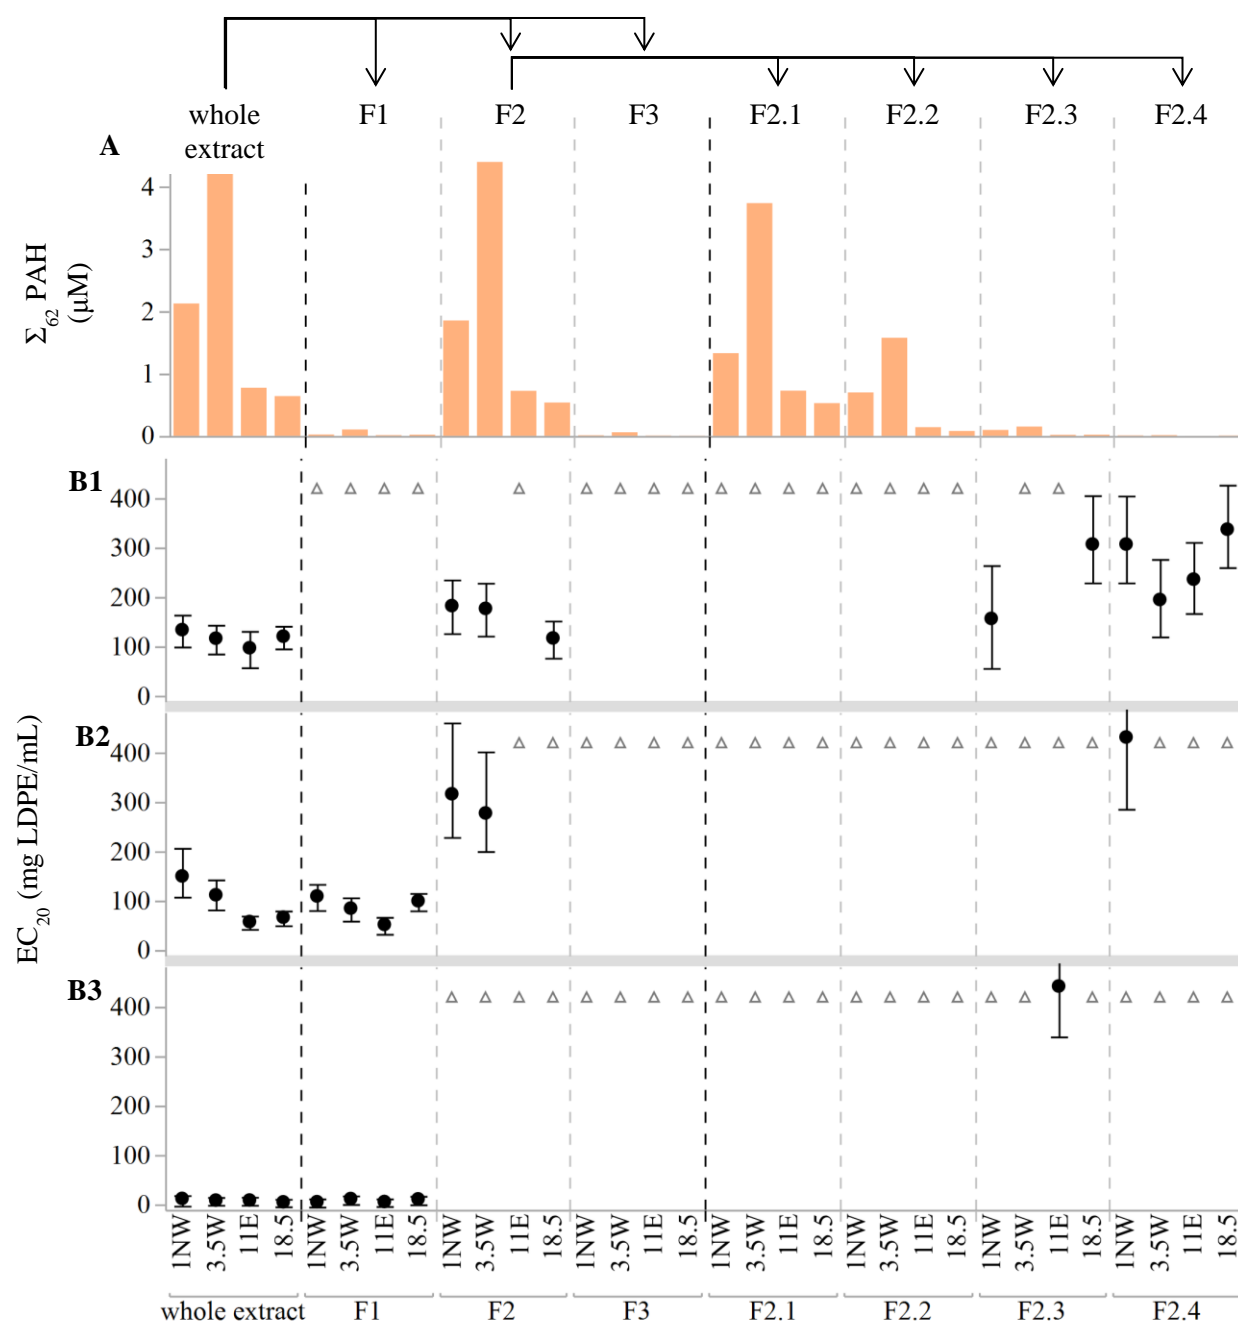 whole extract
F1
F2
F3
F2.1
F2.2
F2.3
F2.4
A
Σ62 PAH
(µM)
4
3
2
1
0
B1
400
300
200
100
0
B2
400
300
200
100
0
EC20 (mg LDPE/mL)
B3
400
300
200
100
0
1NW 3.5W 11E 18.5 1NW 3.5W 11E 18.5 1NW 3.5W 11E 18.5 1NW 3.5W 11E 18.5 1NW 3.5W 11E 18.5 1NW 3.5W 11E 18.5 1NW 3.5W 11E 18.5 1NW 3.5W 11E 18.5
whole extract F1 F2 F3 F2.1 F2.2 F2.3 F2.4